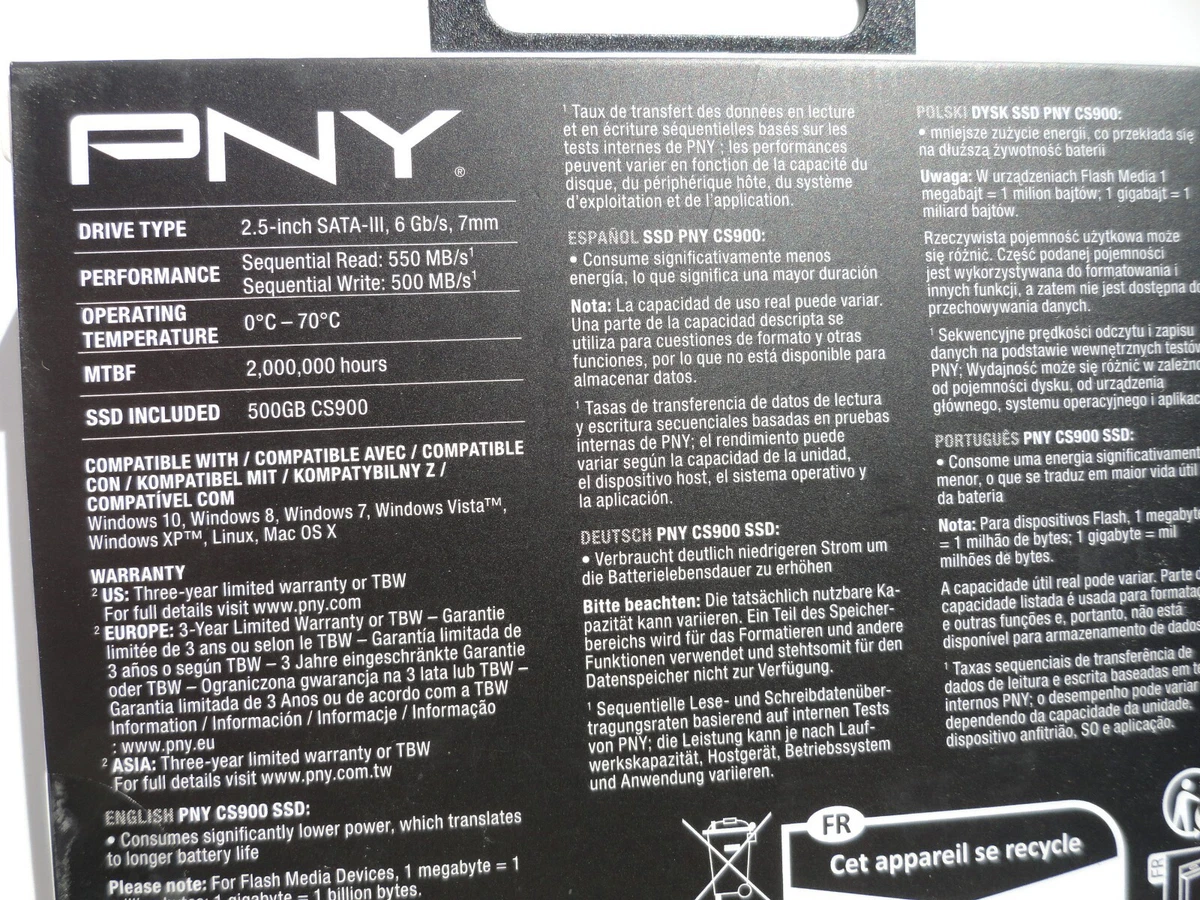 PNY®
DRIVE TYPE 2.5-inch SATA-III, 6 Gb/s, 7mm
PERFORMANCE Sequential Read: 550 MB/s¹
Sequential Write: 500 MB/s¹
OPERATING
TEMPERATURE 0°C – 70°C
MTBF 2,000,000 hours
SSD INCLUDED 500GB CS900
COMPATIBLE WITH / COMPATIBLE AVEC / COMPATIBLE
CON / KOMPATIBEL MIT / KOMPATYBILNY Z /
COMPATÍVEL COM
Windows 10, Windows 8, Windows 7, Windows Vista™,
Windows XP™, Linux, Mac OS X
WARRANTY
² US: Three-year limited warranty or TBW
For full details visit www.pny.com
² EUROPE: 3-Year Limited Warranty or TBW – Garantie
limitée de 3 ans ou selon le TBW – Garantía limitada de
3 años o según TBW – 3 Jahre eingeschränkte Garantie
oder TBW – Ograniczona gwarancja na 3 lata lub TBW –
Garantia limitada de 3 Anos ou de acordo com a TBW
Information / Información / Informacje / Informação
: www.pny.eu
² ASIA: Three-year limited warranty or TBW
For full details visit www.pny.com.tw
ENGLISH PNY CS900 SSD:
• Consumes significantly lower power, which translates
to longer battery life
Please note: For Flash Media Devices, 1 megabyte = 1
1 gigabyte = 1 billion bytes.
¹ Taux de transfert des données en lecture
et en écriture séquentielles basés sur les
tests internes de PNY ; les performances
peuvent varier en fonction de la capacité du
disque, du périphérique hôte, du système
d'exploitation et de l'application.
ESPAÑOL SSD PNY CS900:
• Consume significativamente menos
energía, lo que significa una mayor duración
Nota: La capacidad de uso real puede variar.
Una parte de la capacidad descripta se
utiliza para cuestiones de formato y otras
funciones, por lo que no está disponible para
almacenar datos.
¹ Tasas de transferencia de datos de lectura
y escritura secuenciales basadas en pruebas
internas de PNY; el rendimiento puede
variar según la capacidad de la unidad,
el dispositivo host, el sistema operativo y
la aplicación.
DEUTSCH PNY CS900 SSD:
• Verbraucht deutlich niedrigeren Strom um
die Batterielebensdauer zu erhöhen
Bitte beachten: Die tatsächlich nutzbare Ka-
pazität kann variieren. Ein Teil des Speicher-
bereichs wird für das Formatieren und andere
Funktionen verwendet und stehtsomit für den
Datenspeicher nicht zur Verfügung.
¹ Sequentielle Lese- und Schreibdatenüber-
tragungsraten basierend auf internen Tests
von PNY; die Leistung kann je nach Lauf-
werkskapazität, Hostgerät, Betriebssystem
und Anwendung variieren.
POLSKI DYSK SSD PNY CS900:
• mniejsze zużycie energii, co przekłada się
na dłuższą żywotność baterii
Uwaga: W urządzeniach Flash Media 1
megabajt = 1 milion bajtów; 1 gigabajt = 1
miliard bajtów.
Rzeczywista pojemność użytkowa może
się różnić. Część podanej pojemności
jest wykorzystywana do formatowania i
innych funkcji, a zatem nie jest dostępna do
przechowywania danych.
¹ Sekwencyjne prędkości odczytu i zapisu
danych na podstawie wewnętrznych testów
PNY; Wydajność może się różnić w zależno
od pojemności dysku, od urządzenia
głównego, systemu operacyjnego i aplikac
PORTUGUÊS PNY CS900 SSD:
• Consome uma energia significativament
menor, o que se traduz em maior vida útil
da bateria
Nota: Para dispositivos Flash, 1 megabyte
= 1 milhão de bytes; 1 gigabyte = mil
milhões de bytes.
A capacidade útil real pode variar. Parte d
capacidade listada é usada para formata
e outras funções e, portanto, não está
disponível para armazenamento de dados
¹ Taxas sequenciais de transferência de
dados de leitura e escrita baseadas em te
internos PNY; o desempenho pode varia
dependendo da capacidade da unidade,
dispositivo anfitrião, SO e aplicação.
FR
Cet appareil se recycle
FR